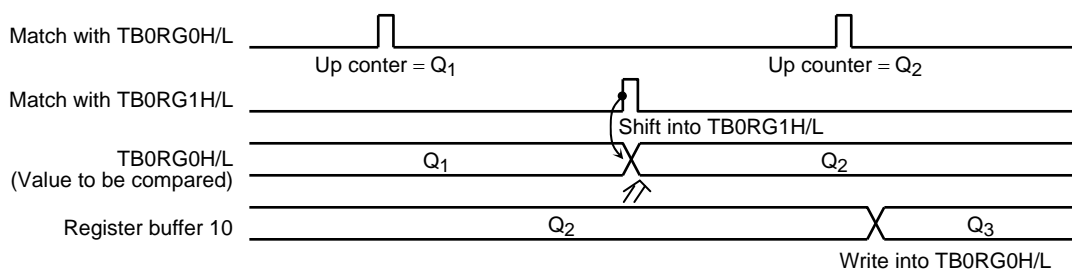 Match with TB0RG0H/L
Up conter = Q1
Up counter = Q2
Match with TB0RG1H/L
Shift into TB0RG1H/L
TB0RG0H/L
(Value to be compared)
Q1
Q2
Register buffer 10
Q2
Q3
Write into TB0RG0H/L